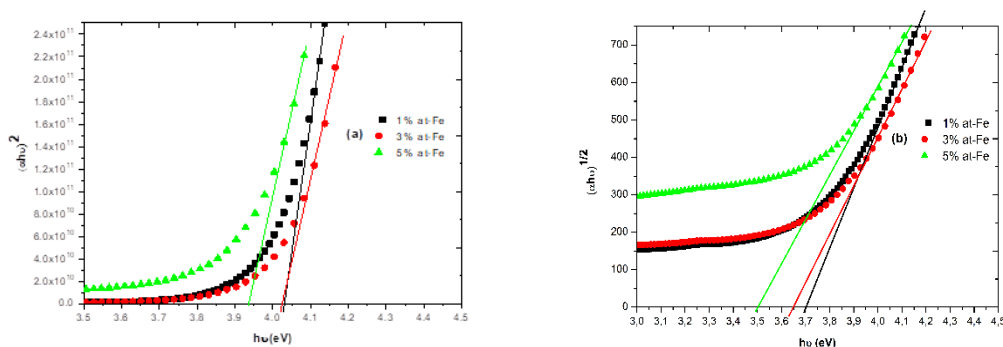 2.4x10¹¹
2.2x10¹¹
2.0x10¹¹
1.8x10¹¹
1.6x10¹¹
1.4x10¹¹
1.2x10¹¹
1.0x10¹¹
8.0x10¹⁰
6.0x10¹⁰
4.0x10¹⁰
2.0x10¹⁰
0.0
(αhυ)²
1% at-Fe
3% at-Fe
5% at-Fe
(a)
3.5 3.6 3.7 3.8 3.9 4.0 4.1 4.2 4.3 4.4 4.5
hυ(eV)
700
600
500
400
300
200
100
0
(αhυ)^1/2
1% at-Fe
3% at-Fe
5% at-Fe
(b)
3,0 3,1 3,2 3,3 3,4 3,5 3,6 3,7 3,8 3,9 4,0 4,1 4,2 4,3 4,4 4,5
hυ (eV)